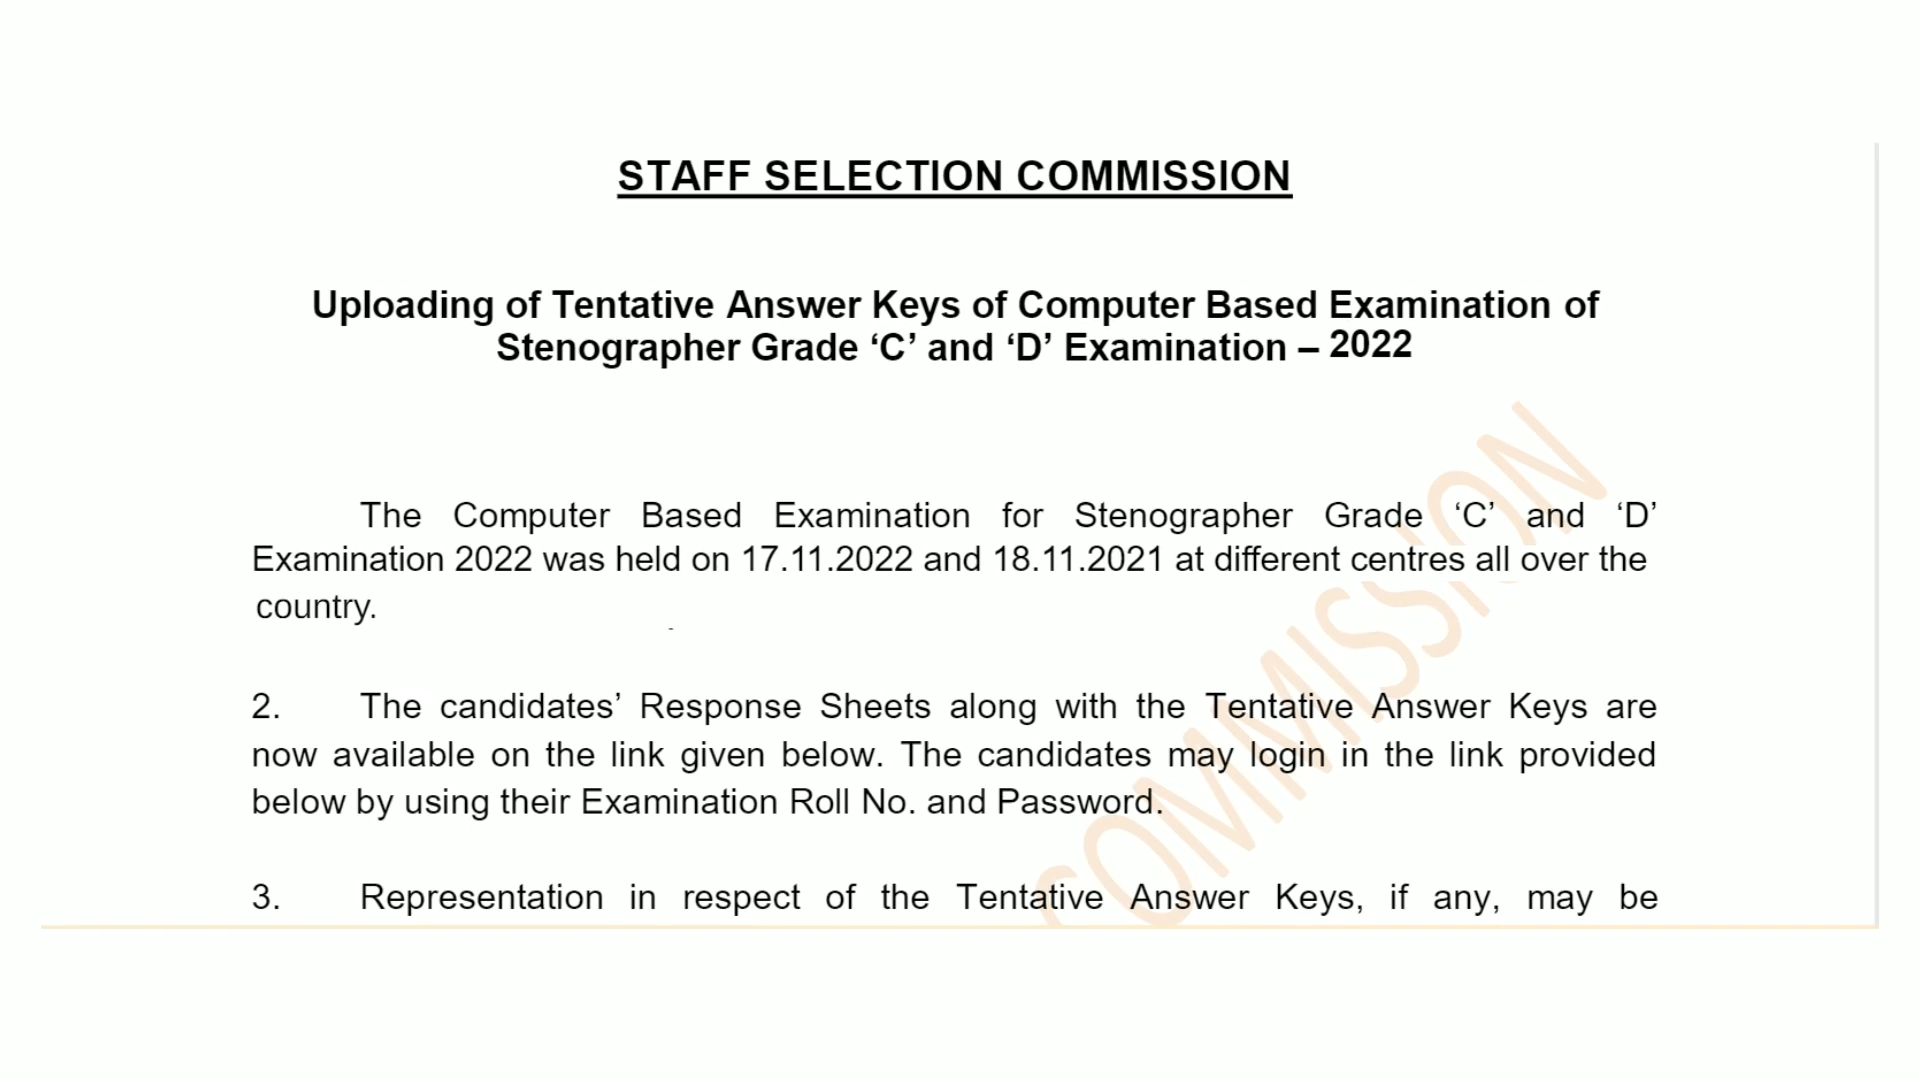 STAFF SELECTION COMMISSION
Uploading of Tentative Answer Keys of Computer Based Examination of
Stenographer Grade ‘C’ and ‘D’ Examination – 2022
The Computer Based Examination for Stenographer Grade ‘C’ and ‘D’
Examination 2022 was held on 17.11.2022 and 18.11.2021 at different centres all over the
country.
2. The candidates’ Response Sheets along with the Tentative Answer Keys are
now available on the link given below. The candidates may login in the link provided
below by using their Examination Roll No. and Password.
3. Representation in respect of the Tentative Answer Keys, if any, may be
COMMISSION